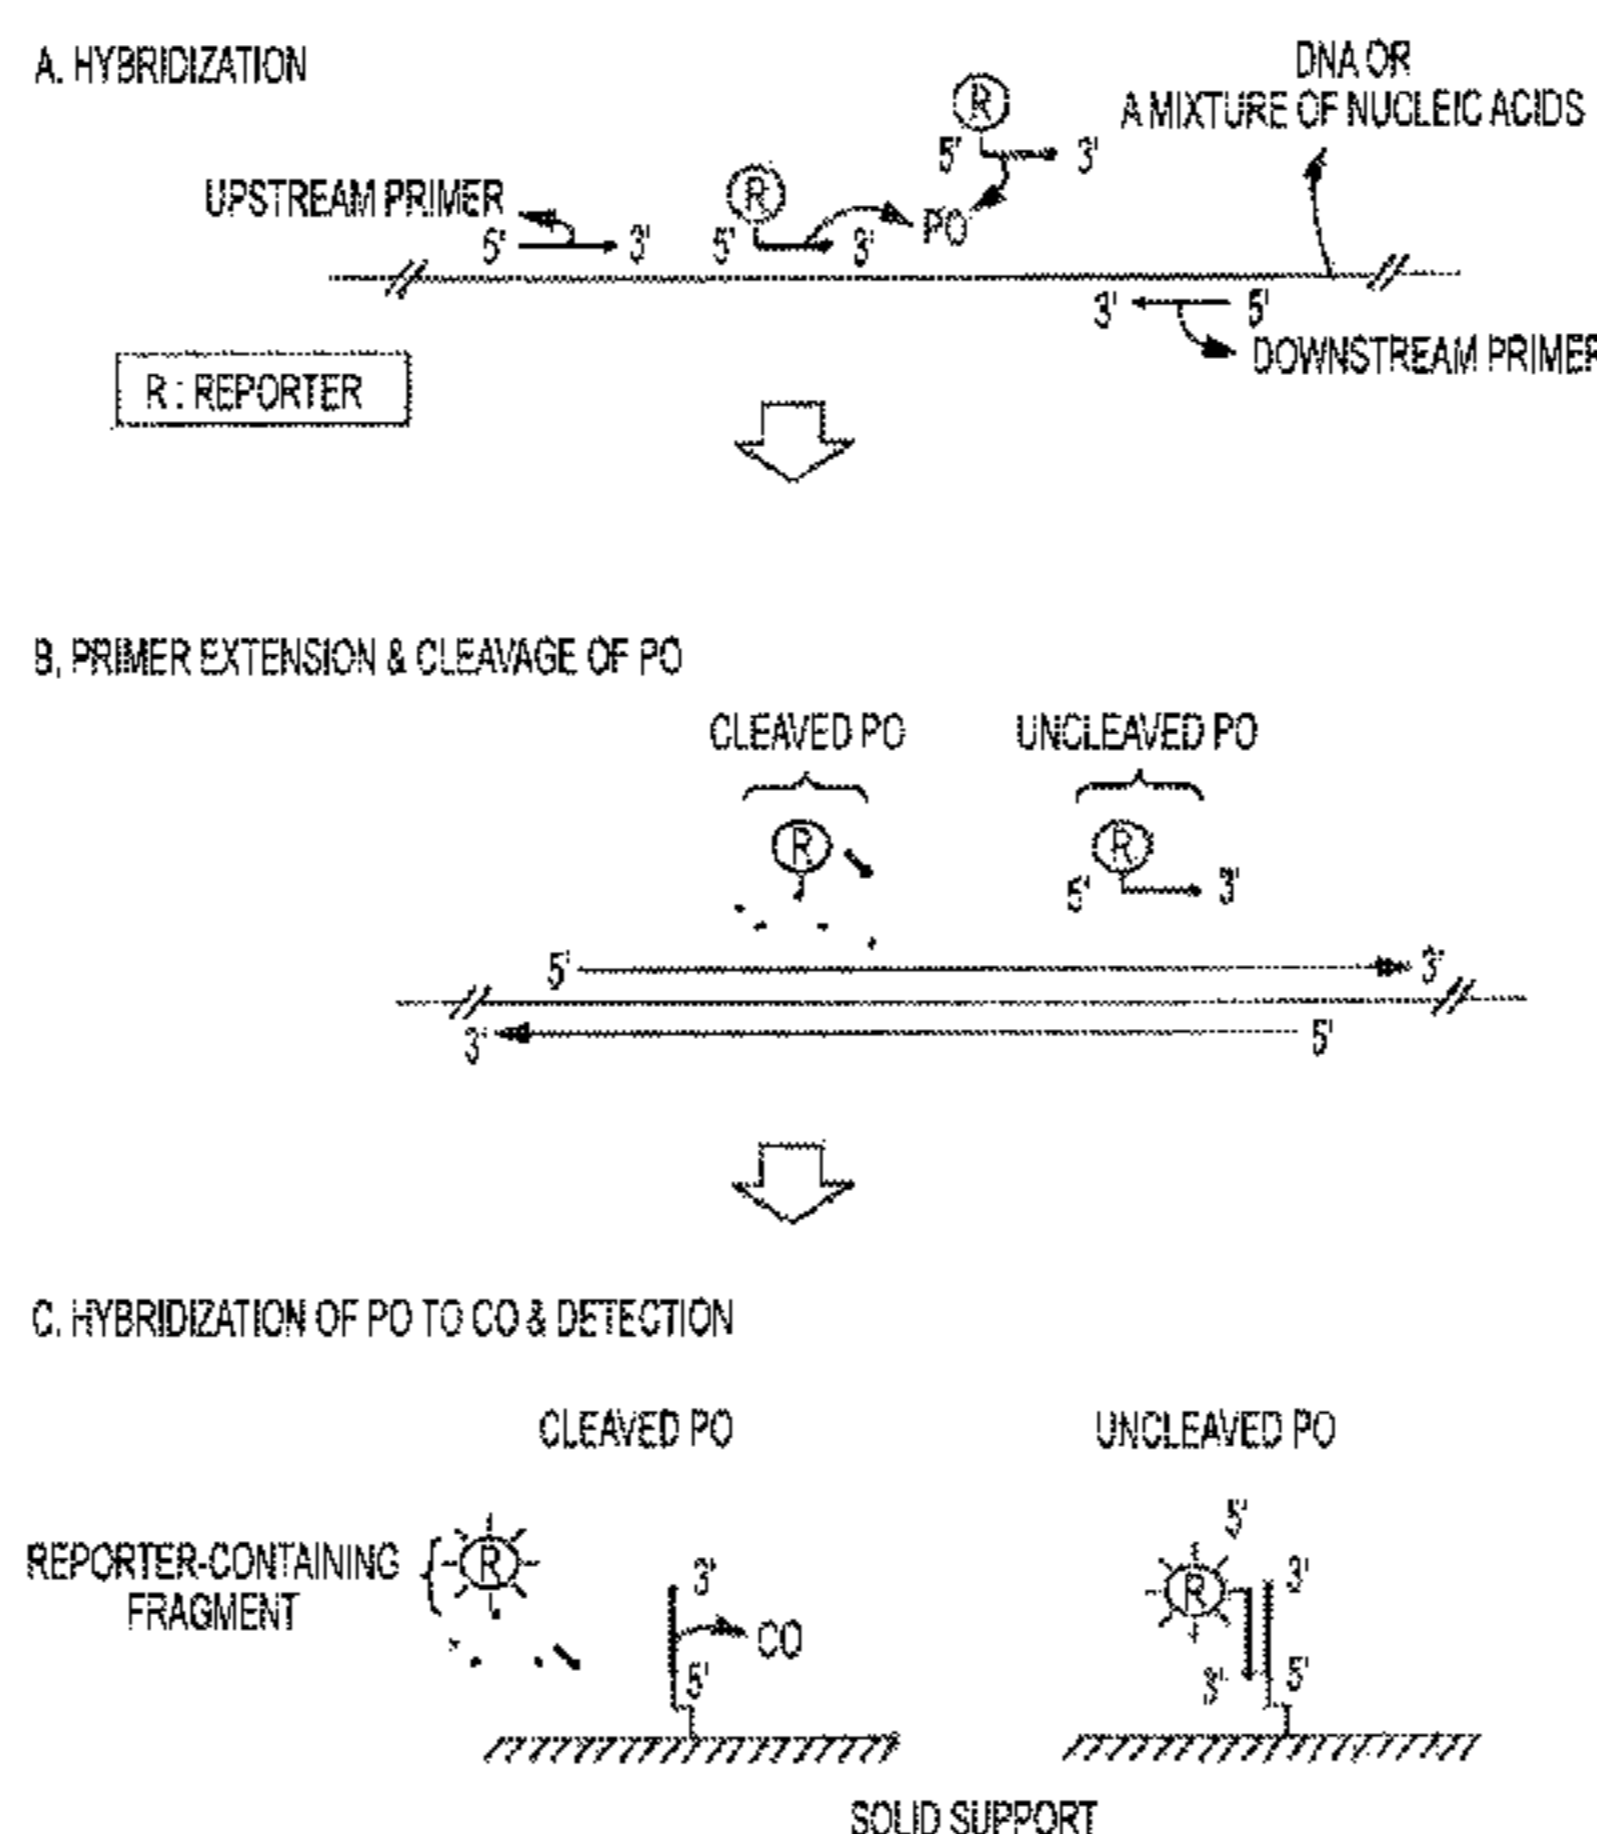 A. HYBRIDIZATION
DNA OR
A MIXTURE OF NUCLEIC ACIDS
R
5' 3'
UPSTREAM PRIMER
R
5' 3' 5' 3' PO
3' 5'
DOWNSTREAM PRIMER
R : REPORTER
B. PRIMER EXTENSION & CLEAVAGE OF PO
CLEAVED PO UNCLEAVED PO
R R
5' 3'
5' 3'
3' 5'
C. HYBRIDIZATION OF PO TO CO & DETECTION
CLEAVED PO UNCLEAVED PO
REPORTER-CONTAINING
FRAGMENT
R
3'
CO
5'
5'
R
3'
3' 5'
SOLID SUPPORT